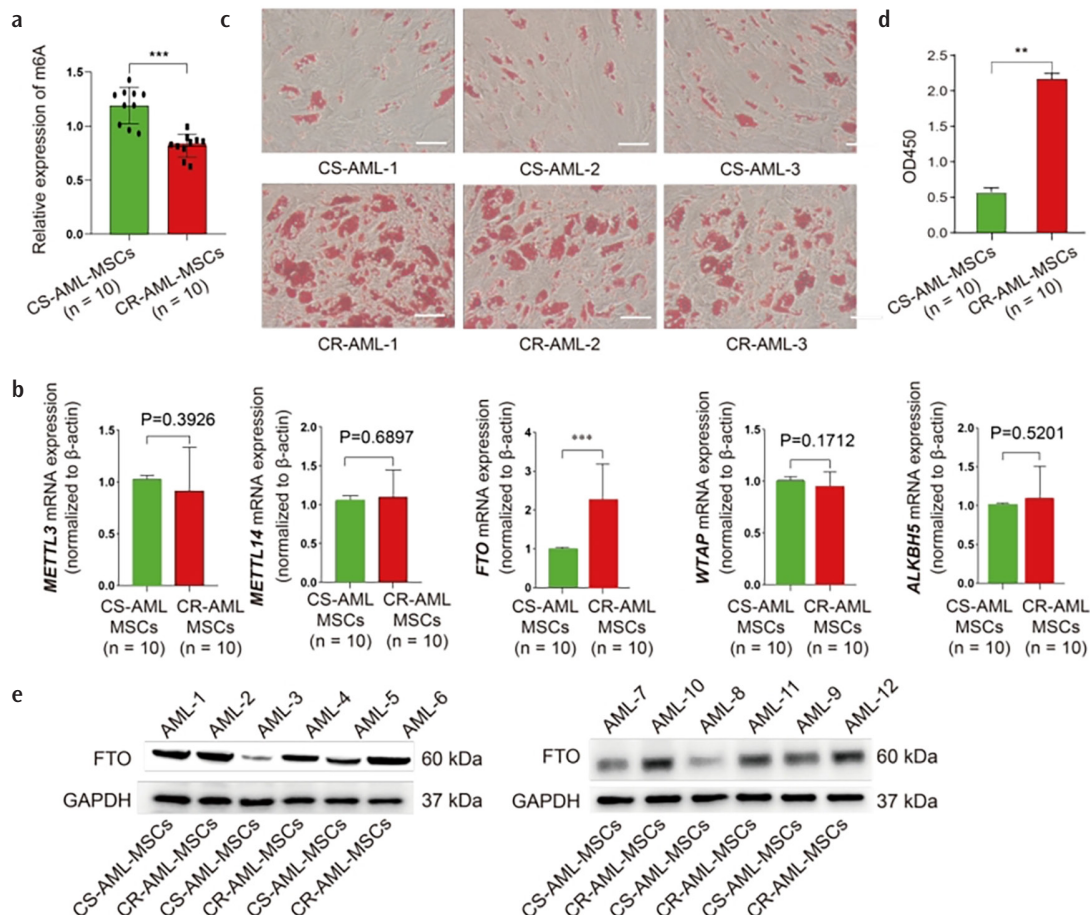 a
Relative expression of m6A
***
1.5
1.0
0.5
0.0
CS-AML-MSCs
(n = 10)
CR-AML-MSCs
(n = 10)
c
CS-AML-1
CS-AML-2
CS-AML-3
CR-AML-1
CR-AML-2
CR-AML-3
d
OD450
**
2.5
2.0
1.5
1.0
0.5
0.0
CS-AML-MSCs
(n = 10)
CR-AML-MSCs
(n = 10)
b
METTL3 mRNA expression
(normalized to β-actin)
P=0.3926
1.5
1.0
0.5
0.0
CS-AML
MSCs
(n = 10)
CR-AML
MSCs
(n = 10)
METTL14 mRNA expression
(normalized to β-actin)
P=0.6897
2.0
1.5
1.0
0.5
0.0
CS-AML
MSCs
(n = 10)
CR-AML
MSCs
(n = 10)
FTO mRNA expression
(normalized to β-actin)
***
4
3
2
1
0
CS-AML
MSCs
(n = 10)
CR-AML
MSCs
(n = 10)
WTAP mRNA expression
(normalized to β-actin)
P=0.1712
1.5
1.0
0.5
0.0
CS-AML
MSCs
(n = 10)
CR-AML
MSCs
(n = 10)
ALKBH5 mRNA expression
(normalized to β-actin)
P=0.5201
2.0
1.5
1.0
0.5
0.0
CS-AML
MSCs
(n = 10)
CR-AML
MSCs
(n = 10)
e
AML-1
AML-2
AML-3
AML-4
AML-5
AML-6
FTO
60 kDa
GAPDH
37 kDa
CS-AML-MSCs
CR-AML-MSCs
CS-AML-MSCs
CR-AML-MSCs
CS-AML-MSCs
CR-AML-MSCs
AML-7
AML-10
AML-8
AML-11
AML-9
AML-12
FTO
60 kDa
GAPDH
37 kDa
CS-AML-MSCs
CR-AML-MSCs
CS-AML-MSCs
CR-AML-MSCs
CS-AML-MSCs
CR-AML-MSCs